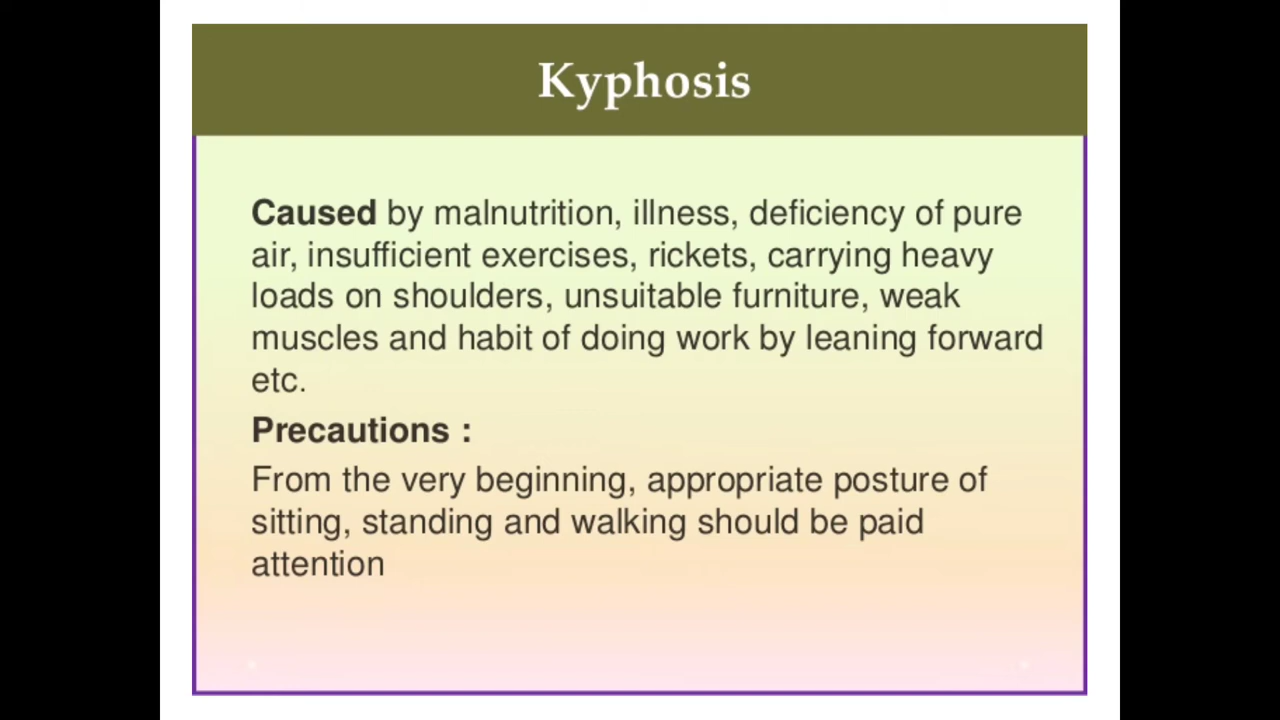 Kyphosis
Caused by malnutrition, illness, deficiency of pure
air, insufficient exercises, rickets, carrying heavy
loads on shoulders, unsuitable furniture, weak
muscles and habit of doing work by leaning forward
etc.
Precautions :
From the very beginning, appropriate posture of
sitting, standing and walking should be paid
attention